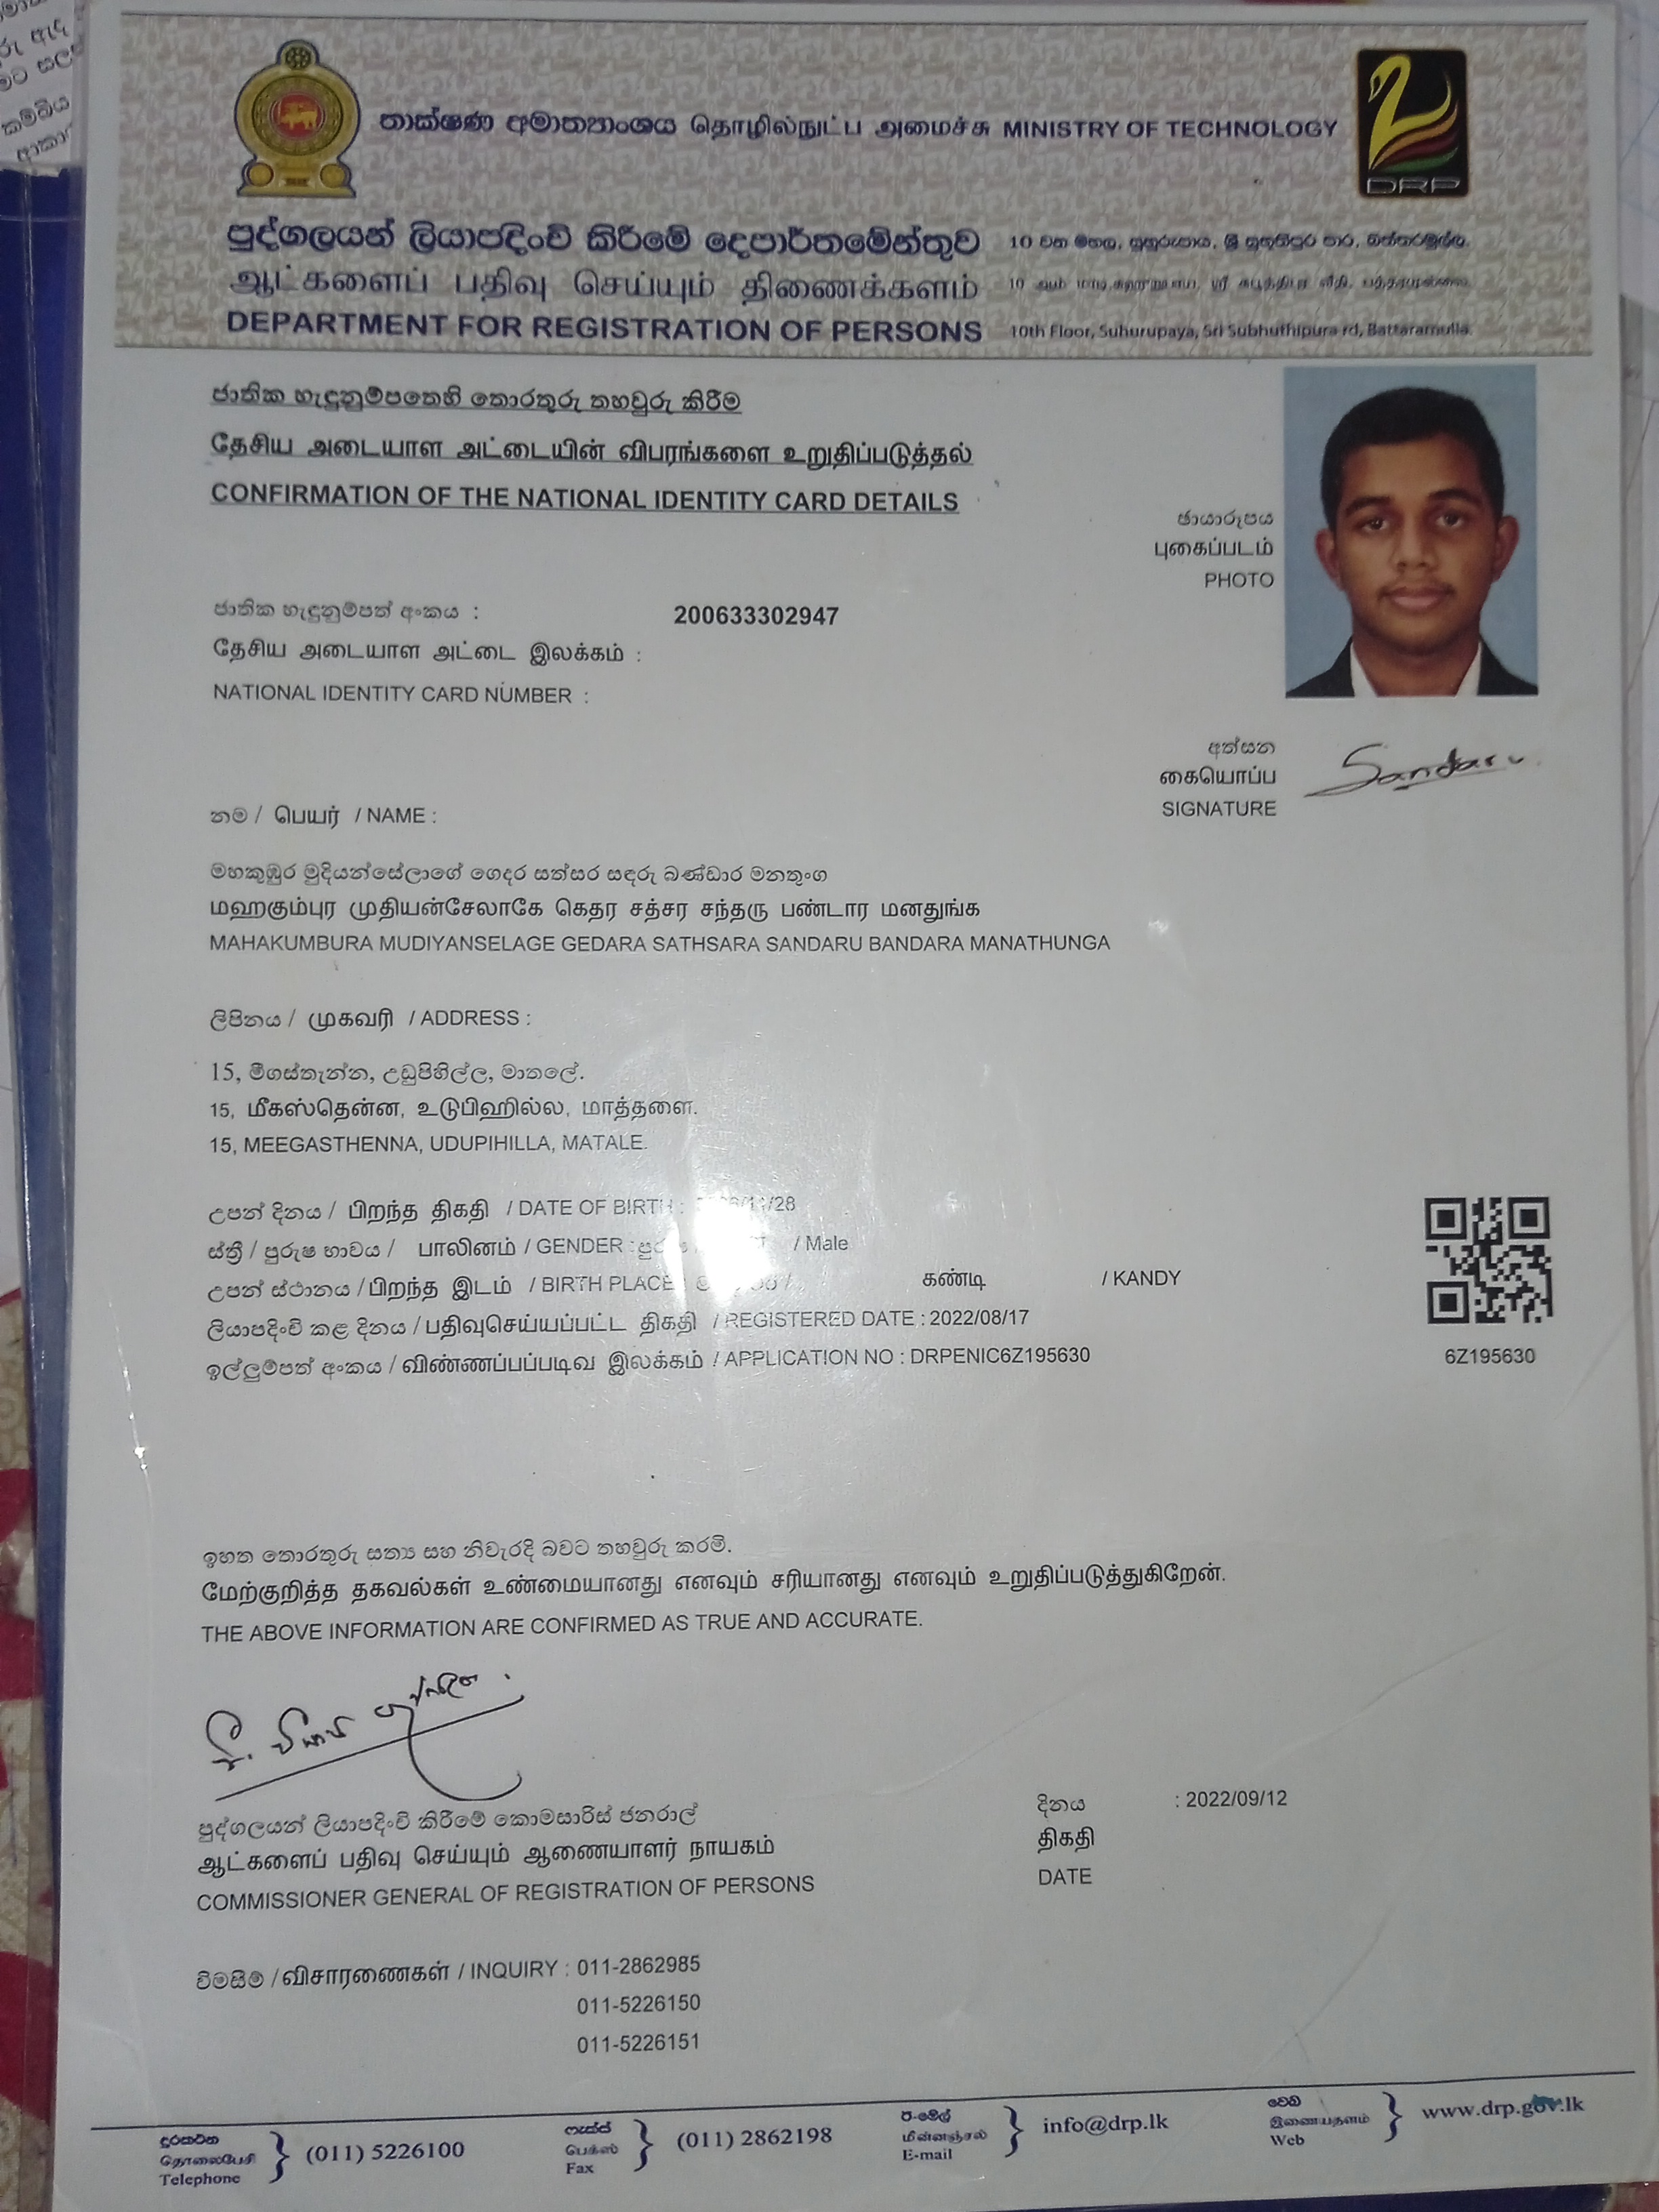 තාක්ෂණ අමාත්‍යාංශය தொழில்நுட்ப அமைச்சு MINISTRY OF TECHNOLOGY
DRP
පුද්ගලයන් ලියාපදිංචි කිරීමේ දෙපාර්තමේන්තුව 10 වන මහල, සුහුරුපාය, ශ්‍රී සුභූතිපුර පාර, බත්තරමුල්ල.
ஆட்களைப் பதிவு செய்யும் திணைக்களம்
DEPARTMENT FOR REGISTRATION OF PERSONS 10th Floor, Suhurupaya, Sri Subhuthipura rd, Battaramulla.
ජාතික හැඳුනුම්පතෙහි තොරතුරු තහවුරු කිරීම
தேசிய அடையாள அட்டையின் விபரங்களை உறுதிப்படுத்தல்
CONFIRMATION OF THE NATIONAL IDENTITY CARD DETAILS
ඡායාරූපය
புகைப்படம்
PHOTO
ජාතික හැඳුනුම්පත් අංකය : 200633302947
தேசிய அடையாள அட்டை இலக்கம் :
NATIONAL IDENTITY CARD NUMBER :
අත්සන
கையொப்ப
SIGNATURE
Sandaru
නම / பெயர் / NAME :
මහකුඹුර මුදියන්සේලාගේ ගෙදර සත්සර සඳරු බණ්ඩාර මනතුංග
மஹகும்புர முதியன்சேலாகே கெதர சத்சர சந்தரு பண்டார மனதுங்க
MAHAKUMBURA MUDIYANSELAGE GEDARA SATHSARA SANDARU BANDARA MANATHUNGA
ලිපිනය / முகவரி / ADDRESS :
15, මීගස්තැන්න, උඩුපිහිල්ල, මාතලේ.
15, மீகஸ்தென்ன, உடுபிஹில்ல, மாத்தளை.
15, MEEGASTHENNA, UDUPIHILLA, MATALE.
උපන් දිනය / பிறந்த திகதி / DATE OF BIRTH : /28
ස්ත්‍රී / පුරුෂ භාවය / பாலினம் / GENDER : / Male
උපන් ස්ථානය / பிறந்த இடம் / BIRTH PLACE : கண்டி / KANDY
ලියාපදිංචි කළ දිනය / பதிவுசெய்யப்பட்ட திகதி / REGISTERED DATE : 2022/08/17
ඉල්ලුම්පත් අංකය / விண்ணப்பப்படிவ இலக்கம் / APPLICATION NO : DRPENIC6Z195630
6Z195630
ඉහත තොරතුරු සත්‍ය සහ නිවැරදි බවට තහවුරු කරමි.
மேற்குறித்த தகவல்கள் உண்மையானது எனவும் சரியானது எனவும் உறுதிப்படுத்துகிறேன்.
THE ABOVE INFORMATION ARE CONFIRMED AS TRUE AND ACCURATE.
පුද්ගලයන් ලියාපදිංචි කිරීමේ කොමසාරිස් ජනරාල්
ஆட்களைப் பதிவு செய்யும் ஆணையாளர் நாயகம்
COMMISSIONER GENERAL OF REGISTRATION OF PERSONS
දිනය : 2022/09/12
திகதி
DATE
විමසීම් / விசாரணைகள் / INQUIRY : 011-2862985
011-5226150
011-5226151
දුරකථන
தொலைபேசி
Telephone
(011) 5226100
ෆැක්ස්
பெக்ஸ்
Fax
(011) 2862198
ඊ-මේල්
மின்னஞ்சல்
E-mail
info@drp.lk
වෙබ්
இணையதளம்
Web
www.drp.gov.lk